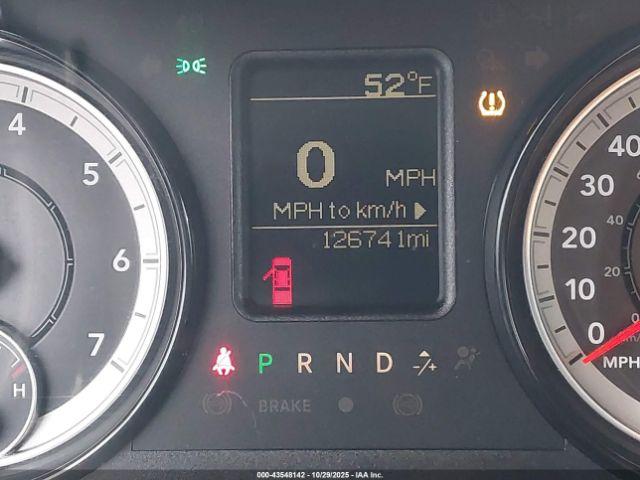 52°F
0
MPH
MPH to km/h
126741mi
4
5
6
7
H
40
30
20
10
0
20
0
MPH
P R N D -/+
BRAKE
000-43548142 - 10/29/2025 - IAA Inc.